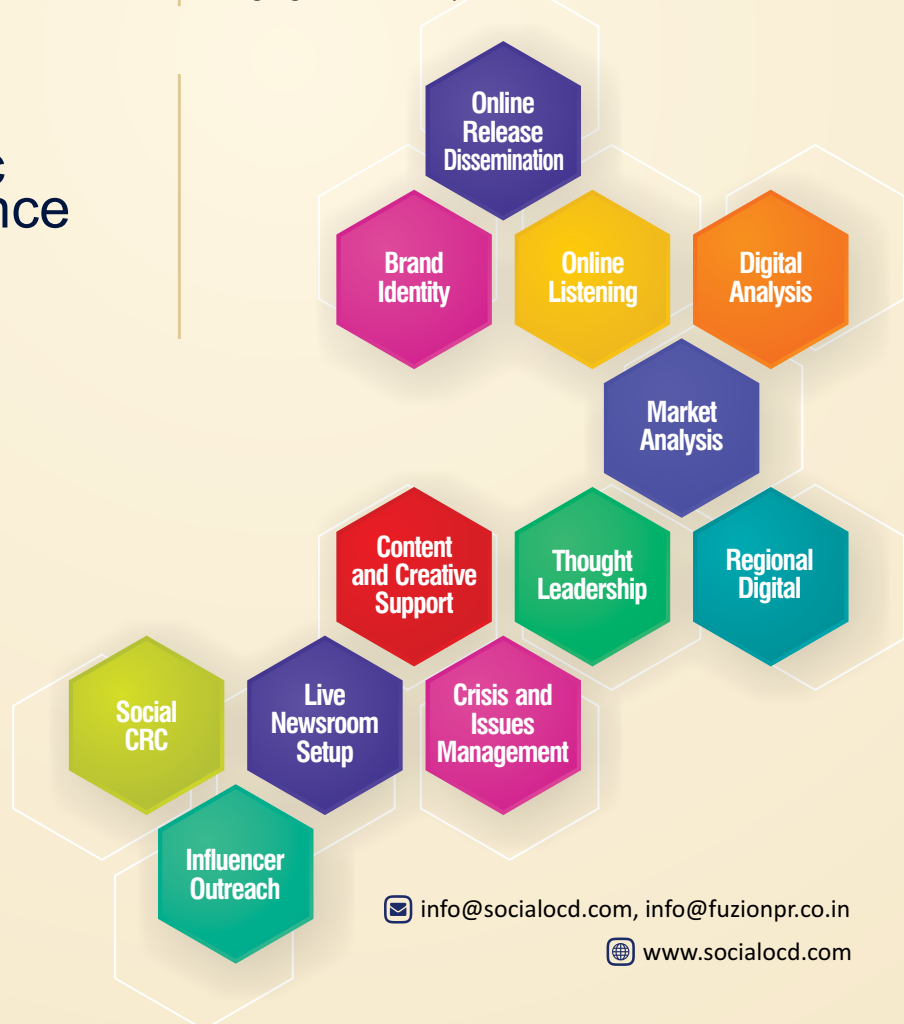 nce
Online
Release
Dissemination
Brand
Identity
Online
Listening
Digital
Analysis
Market
Analysis
Content
and Creative
Support
Thought
Leadership
Regional
Digital
Social
CRC
Live
Newsroom
Setup
Crisis and
Issues
Management
Influencer
Outreach
info@socialocd.com, info@fuzionpr.co.in
www.socialocd.com